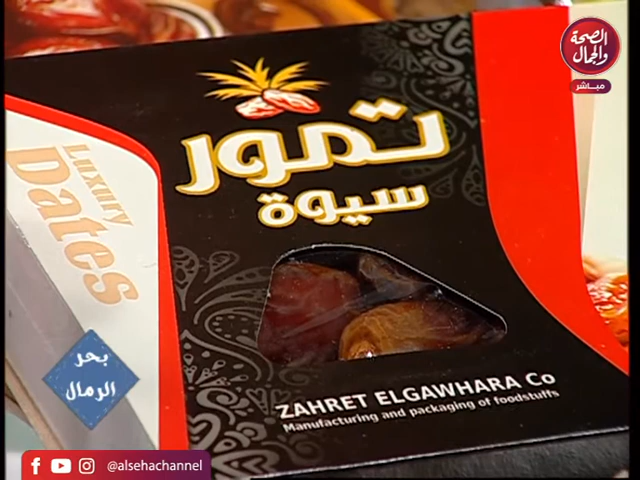 الصحة
والجمال
مباشر
تمور
سيوة
Luxury
Dates
ZAHRET ELGAWHARA Co
Manufacturing and packaging of foodstuffs
بحر
الرمال
@alsehachannel